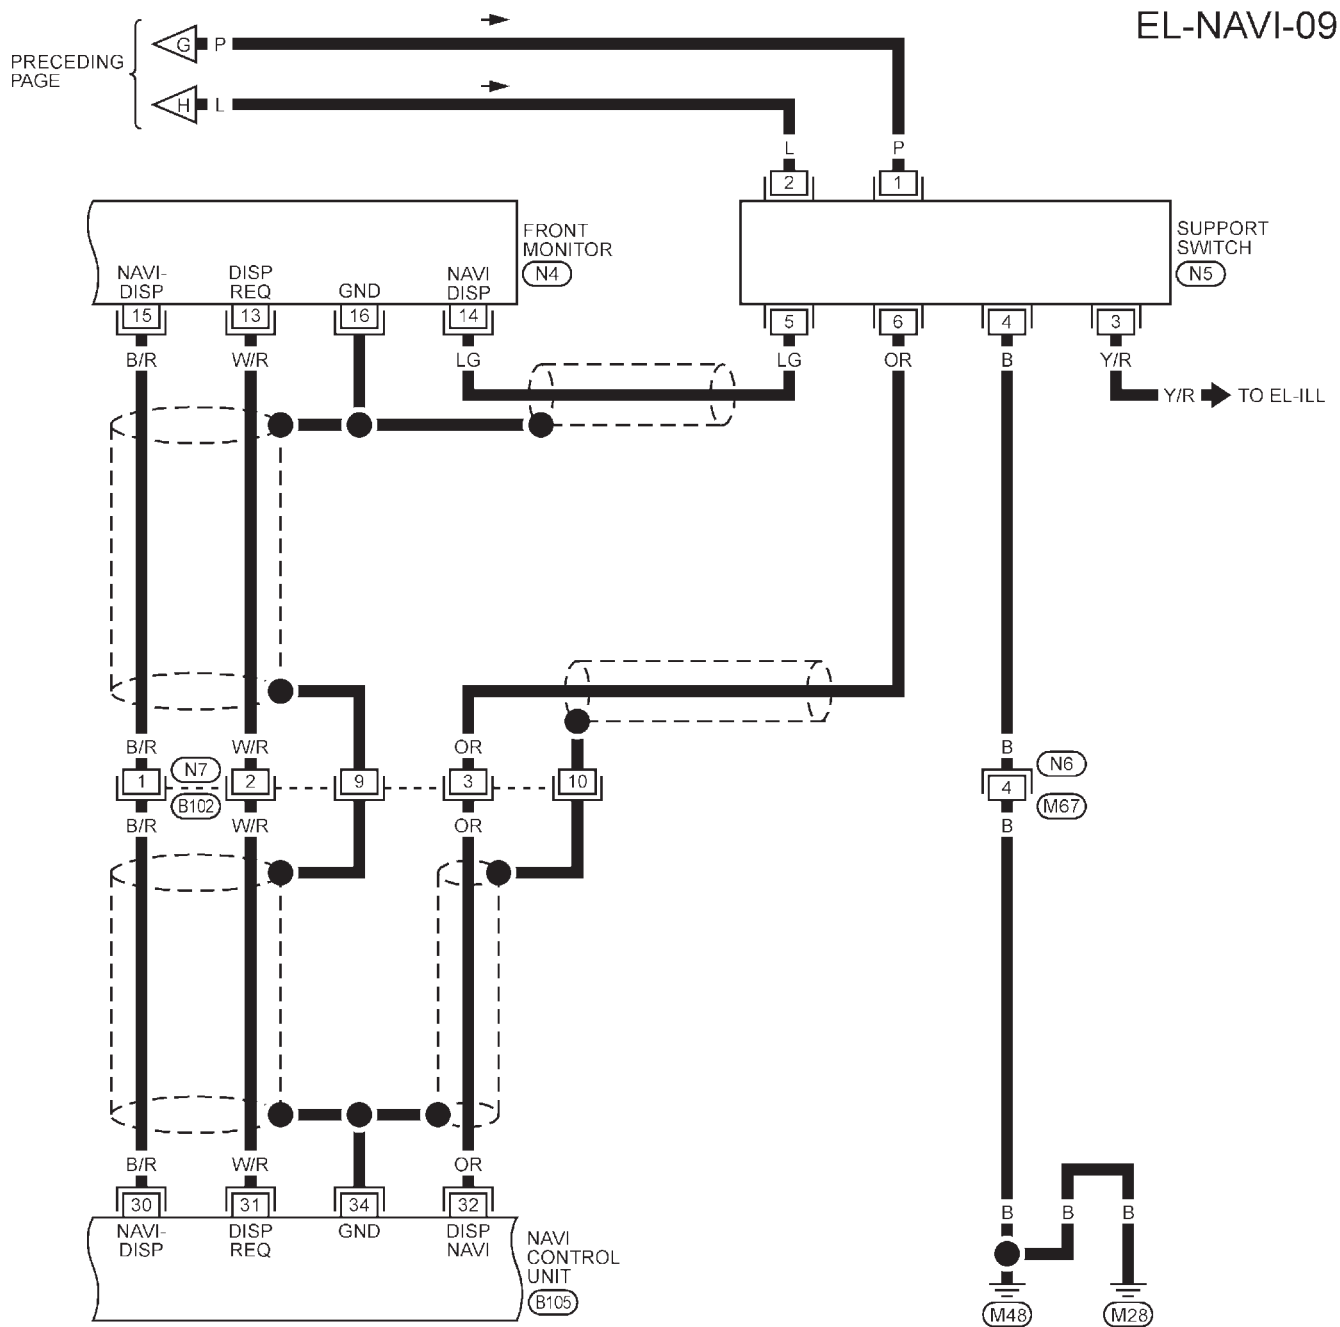 EL-NAVI-09
PRECEDING
PAGE
G P
H L
L P
2 1
FRONT
MONITOR
N4
SUPPORT
SWITCH
N5
NAVI-
DISP
DISP
REQ
GND
NAVI
DISP
15 13 16 14 5 6 4 3
B/R W/R LG LG OR B Y/R
Y/R TO EL-ILL
B/R W/R OR B
1 N7 2 9 3 10 4 N6
B102 M67
B/R W/R OR B
B/R W/R OR
30 31 34 32
B B B
NAVI-
DISP
DISP
REQ
GND
DISP
NAVI
NAVI
CONTROL
UNIT
B105
M48 M28